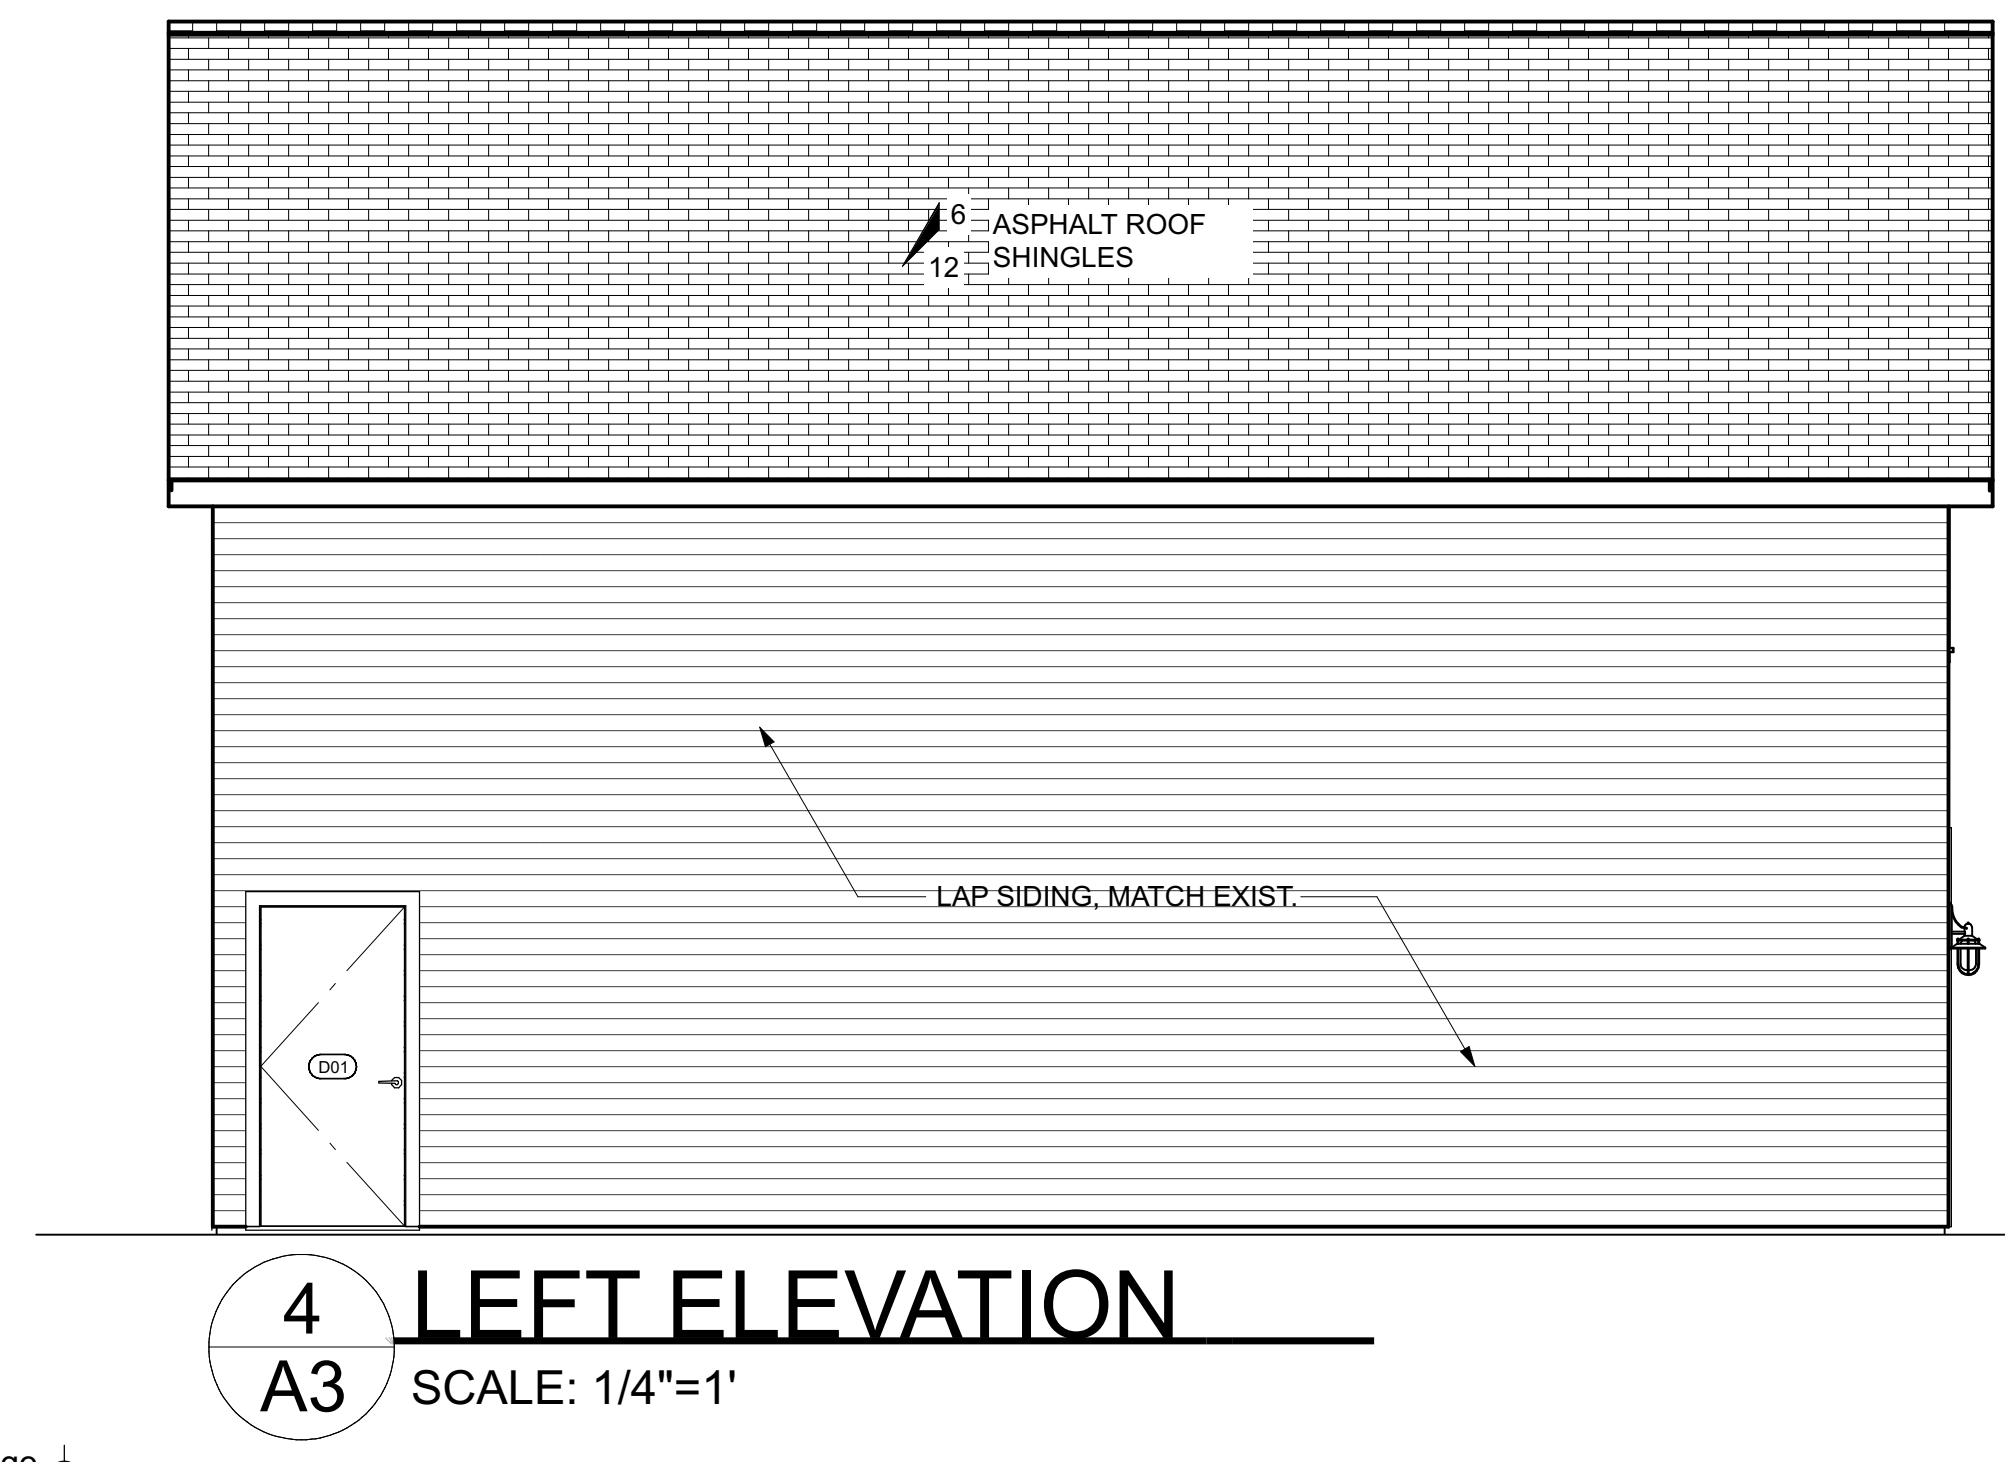 6
12
ASPHALT ROOF
SHINGLES
LAP SIDING, MATCH EXIST.
D01
4
A3
LEFT ELEVATION
SCALE: 1/4"=1'